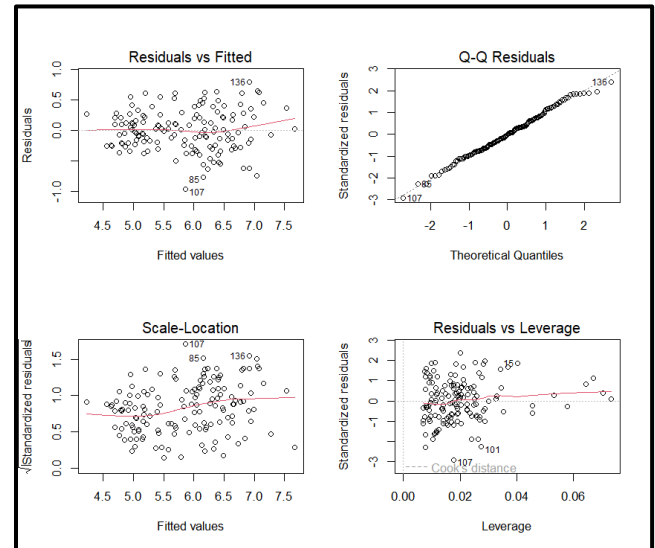 Residuals vs Fitted
Residuals
1.0
0.5
0.0
-1.0
136
85
107
4.5 5.0 5.5 6.0 6.5 7.0 7.5
Fitted values
Q-Q Residuals
Standardized residuals
3
2
1
0
-1
-2
-3
136
85
107
-2 -1 0 1 2
Theoretical Quantiles
Scale-Location
√|Standardized residuals|
1.5
1.0
0.5
0.0
107
85
136
4.5 5.0 5.5 6.0 6.5 7.0 7.5
Fitted values
Residuals vs Leverage
Standardized residuals
3
2
1
0
-1
-3
15
101
107
Cook's distance
0.00 0.02 0.04 0.06
Leverage